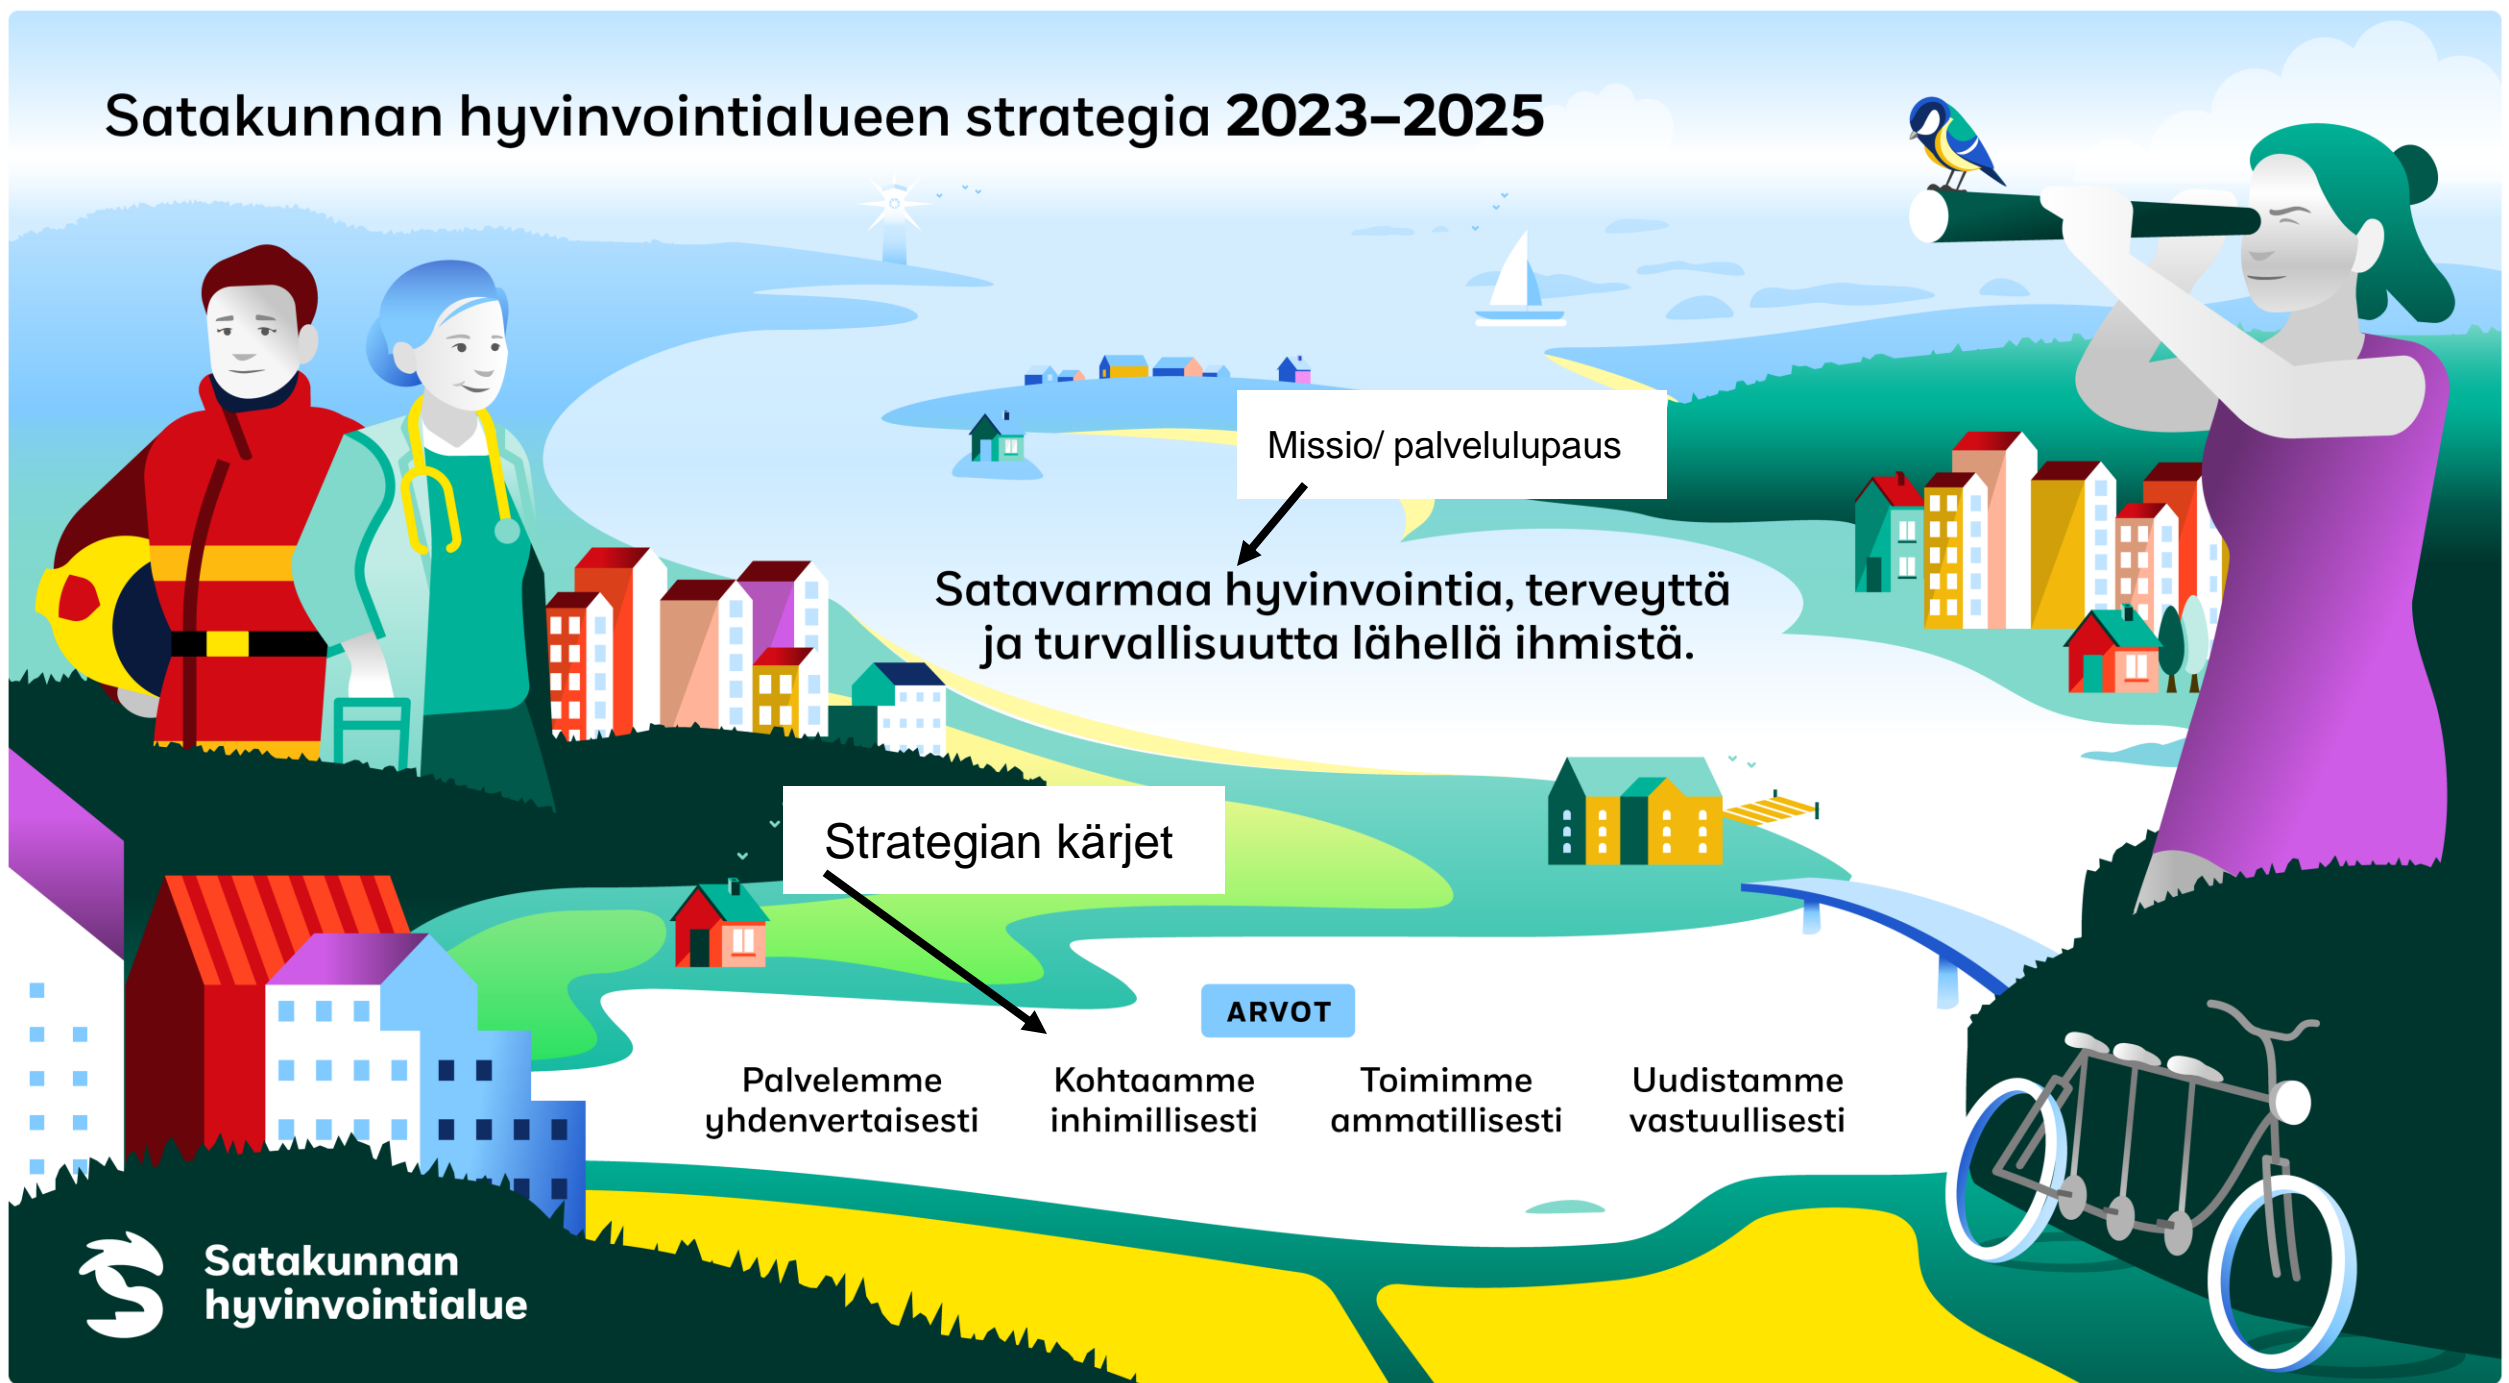 Satakunnan hyvinvointialueen strategia 2023–2025
Missio/ palvelulupaus
Satavarmaa hyvinvointia, terveyttä
ja turvallisuutta lähellä ihmistä.
Strategian kärjet
ARVOT
Palvelemme
yhdenvertaisesti
Kohtaamme
inhimillisesti
Toimimme
ammatillisesti
Uudistamme
vastuullisesti
Satakunnan
hyvinvointialue